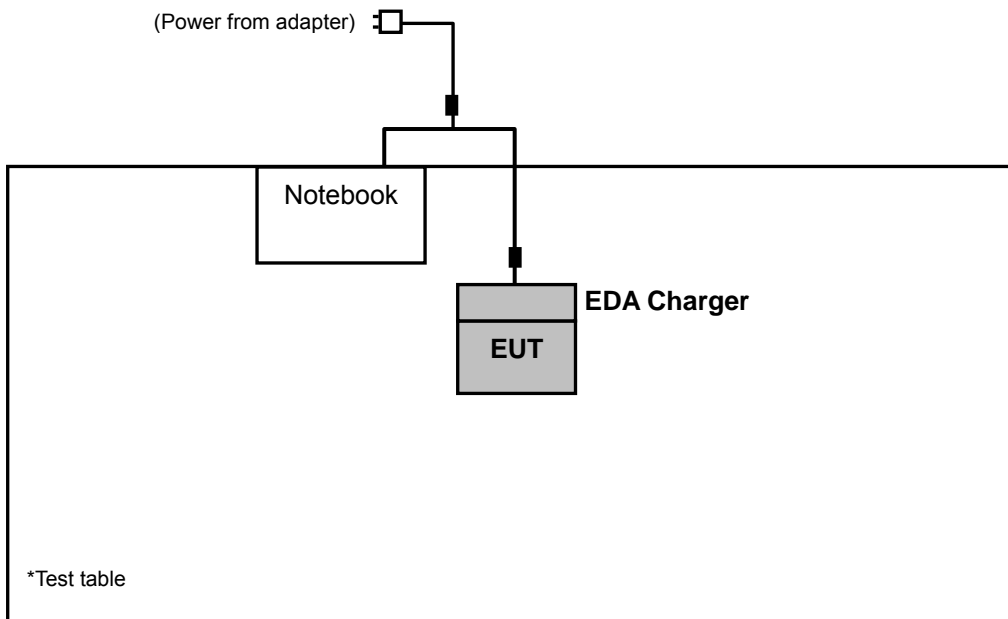 (Power from adapter)
Notebook
EDA Charger
EUT
*Test table